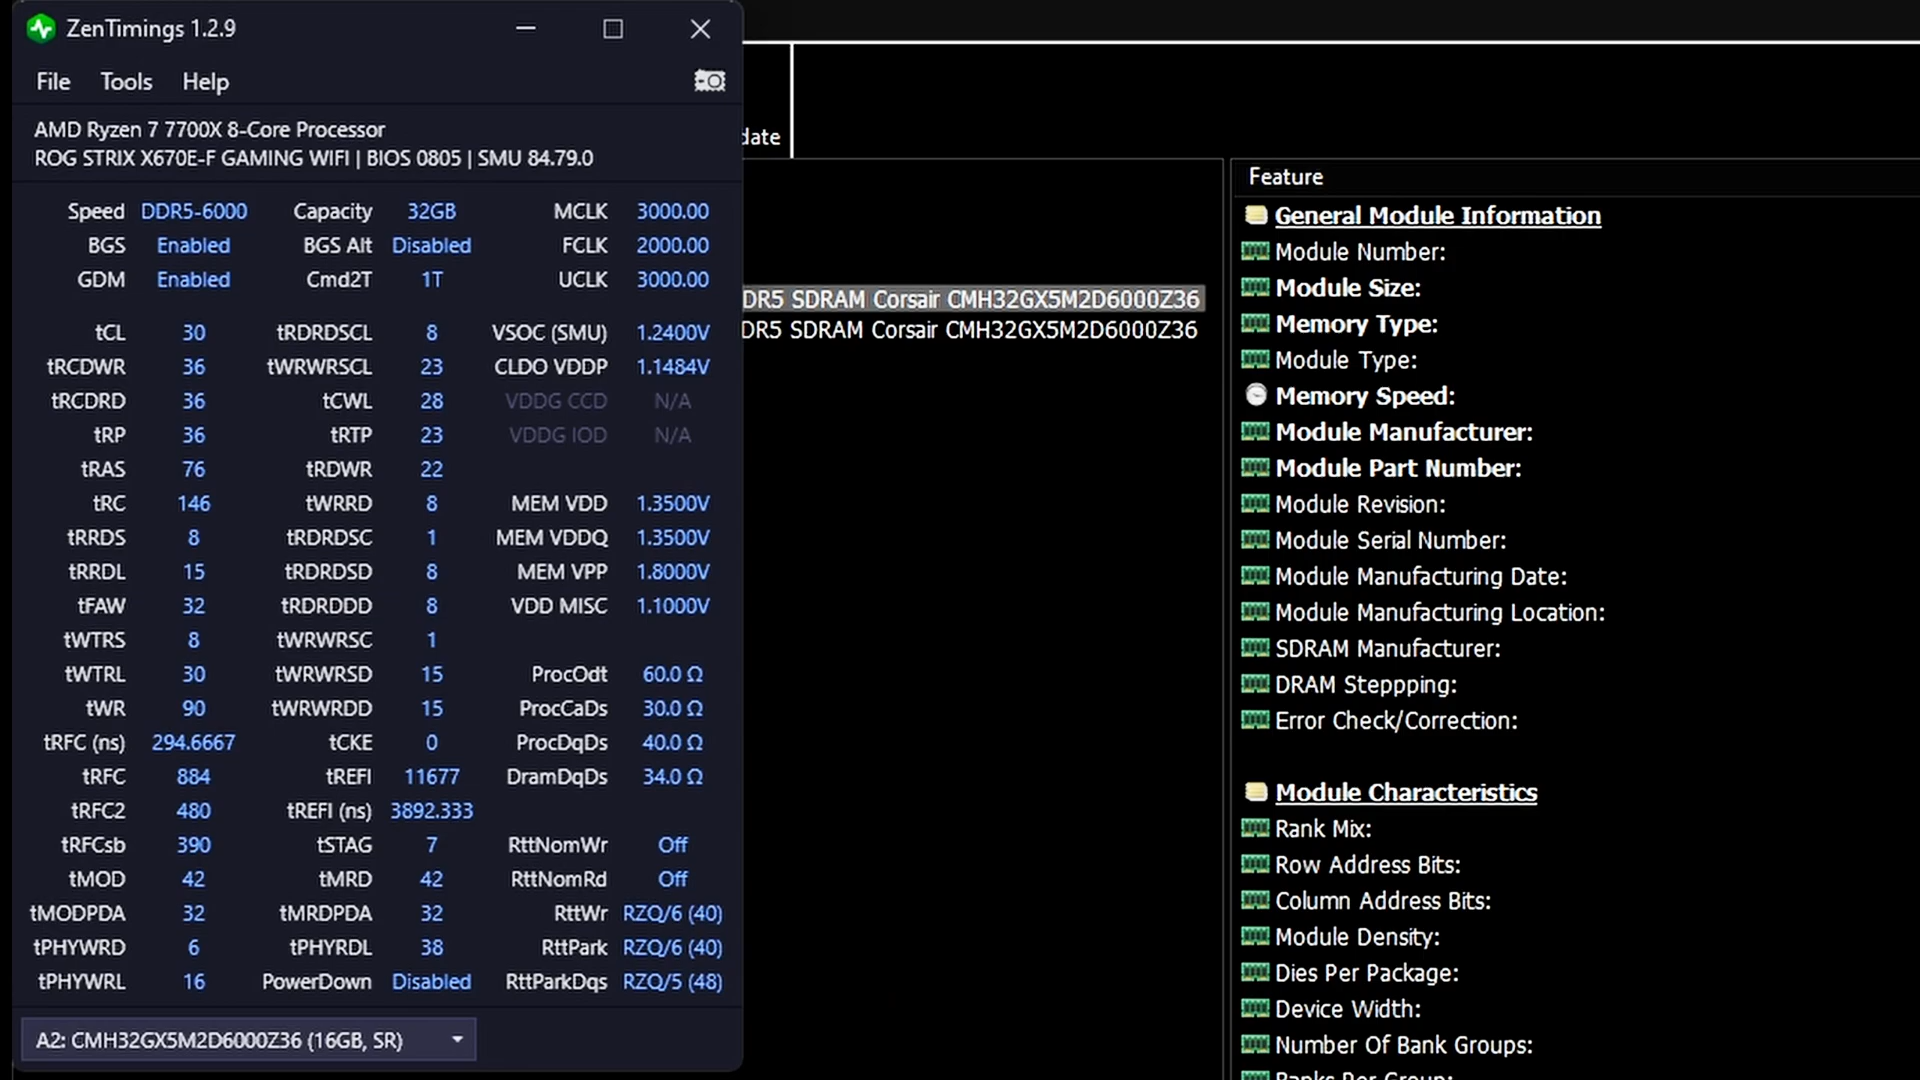 ZenTimings 1.2.9
File Tools Help
AMD Ryzen 7 7700X 8-Core Processor
ROG STRIX X670E-F GAMING WIFI | BIOS 0805 | SMU 84.79.0
Speed DDR5-6000 Capacity 32GB MCLK 3000.00
BGS Enabled BGS Alt Disabled FCLK 2000.00
GDM Enabled Cmd2T 1T UCLK 3000.00
tCL 30 tRDRDSCL 8 VSOC (SMU) 1.2400V
tRCDWR 36 tWRWRSCL 23 CLDO VDDP 1.1484V
tRCDRD 36 tCWL 28 VDDG CCD N/A
tRP 36 tRTP 23 VDDG IOD N/A
tRAS 76 tRDWR 22
tRC 146 tWRRD 8 MEM VDD 1.3500V
tRRDS 8 tRDRDSC 1 MEM VDDQ 1.3500V
tRRDL 15 tRDRDSD 8 MEM VPP 1.8000V
tFAW 32 tRDRDDD 8 VDD MISC 1.1000V
tWTRS 8 tWRWRSC 1
tWTRL 30 tWRWRSD 15 ProcOdt 60.0 Ω
tWR 90 tWRWRDD 15 ProcCaDs 30.0 Ω
tRFC (ns) 294.6667 tCKE 0 ProcDqDs 40.0 Ω
tRFC 884 tREFI 11677 DramDqDs 34.0 Ω
tRFC2 480 tREFI (ns) 3892.333
tRFCsb 390 tSTAG 7 RttNomWr Off
tMOD 42 tMRD 42 RttNomRd Off
tMODPDA 32 tMRDPDA 32 RttWr RZQ/6 (40)
tPHYWRD 6 tPHYRDL 38 RttPark RZQ/6 (40)
tPHYWRL 16 PowerDown Disabled RttParkDqs RZQ/5 (48)
A2: CMH32GX5M2D6000Z36 (16GB, SR)
date
DR5 SDRAM Corsair CMH32GX5M2D6000Z36
DR5 SDRAM Corsair CMH32GX5M2D6000Z36
Feature
General Module Information
Module Number:
Module Size:
Memory Type:
Module Type:
Memory Speed:
Module Manufacturer:
Module Part Number:
Module Revision:
Module Serial Number:
Module Manufacturing Date:
Module Manufacturing Location:
SDRAM Manufacturer:
DRAM Steppping:
Error Check/Correction:
Module Characteristics
Rank Mix:
Row Address Bits:
Column Address Bits:
Module Density:
Dies Per Package:
Device Width:
Number Of Bank Groups:
Banks Per Group: